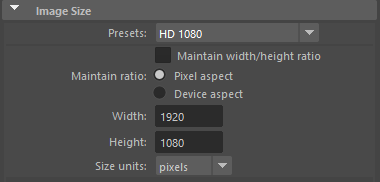 Image Size
Presets: HD 1080
Maintain width/height ratio
Maintain ratio: Pixel aspect
Device aspect
Width: 1920
Height: 1080
Size units: pixels